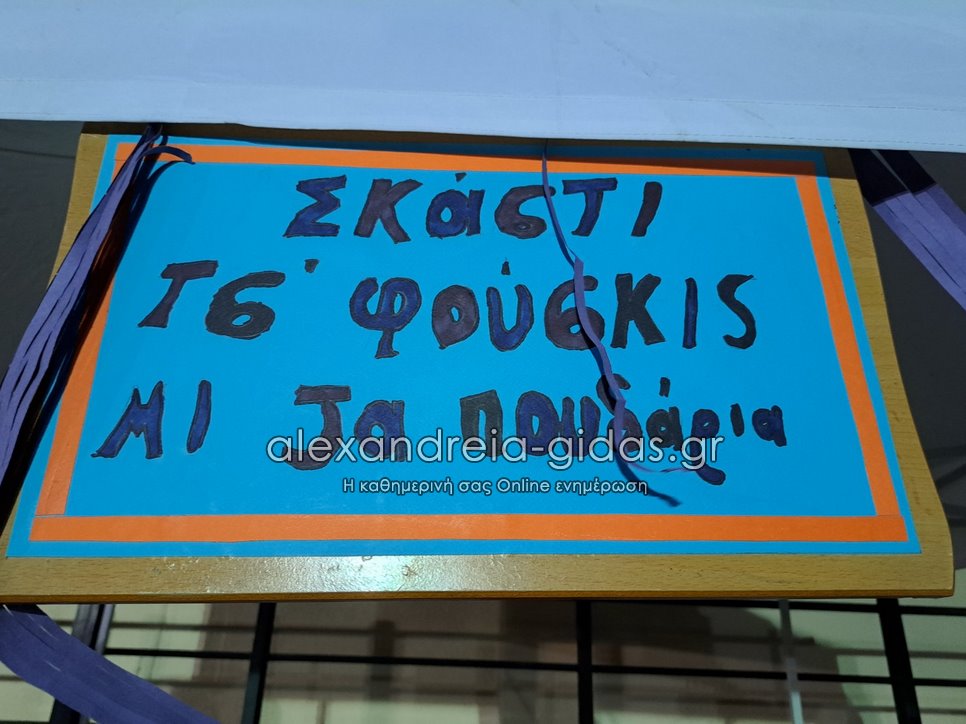 Σκάστι
τσ' φούσκις
μι τα πουδάρια
alexandreia-gidas.gr
Η καθημερινή σας Online ενημέρωση